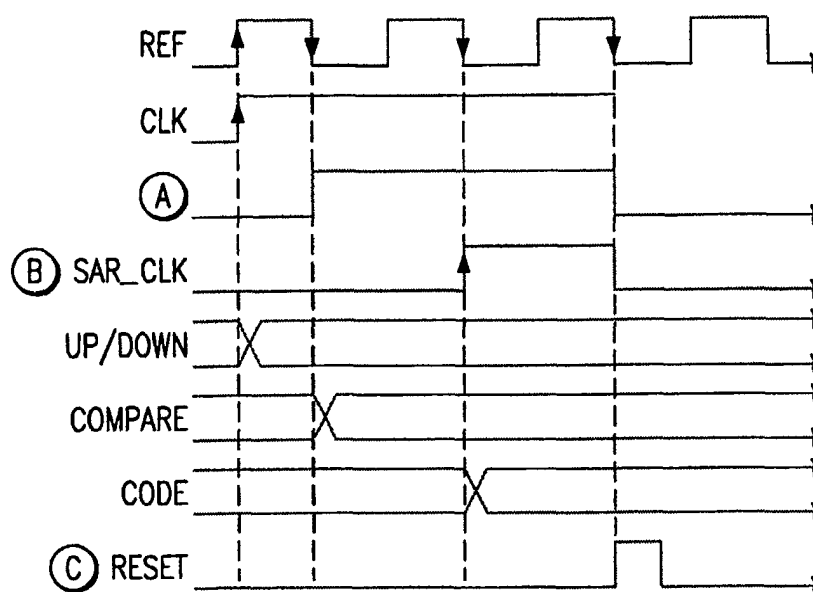 REF
CLK
A
B SAR_CLK
UP/DOWN
COMPARE
CODE
C RESET